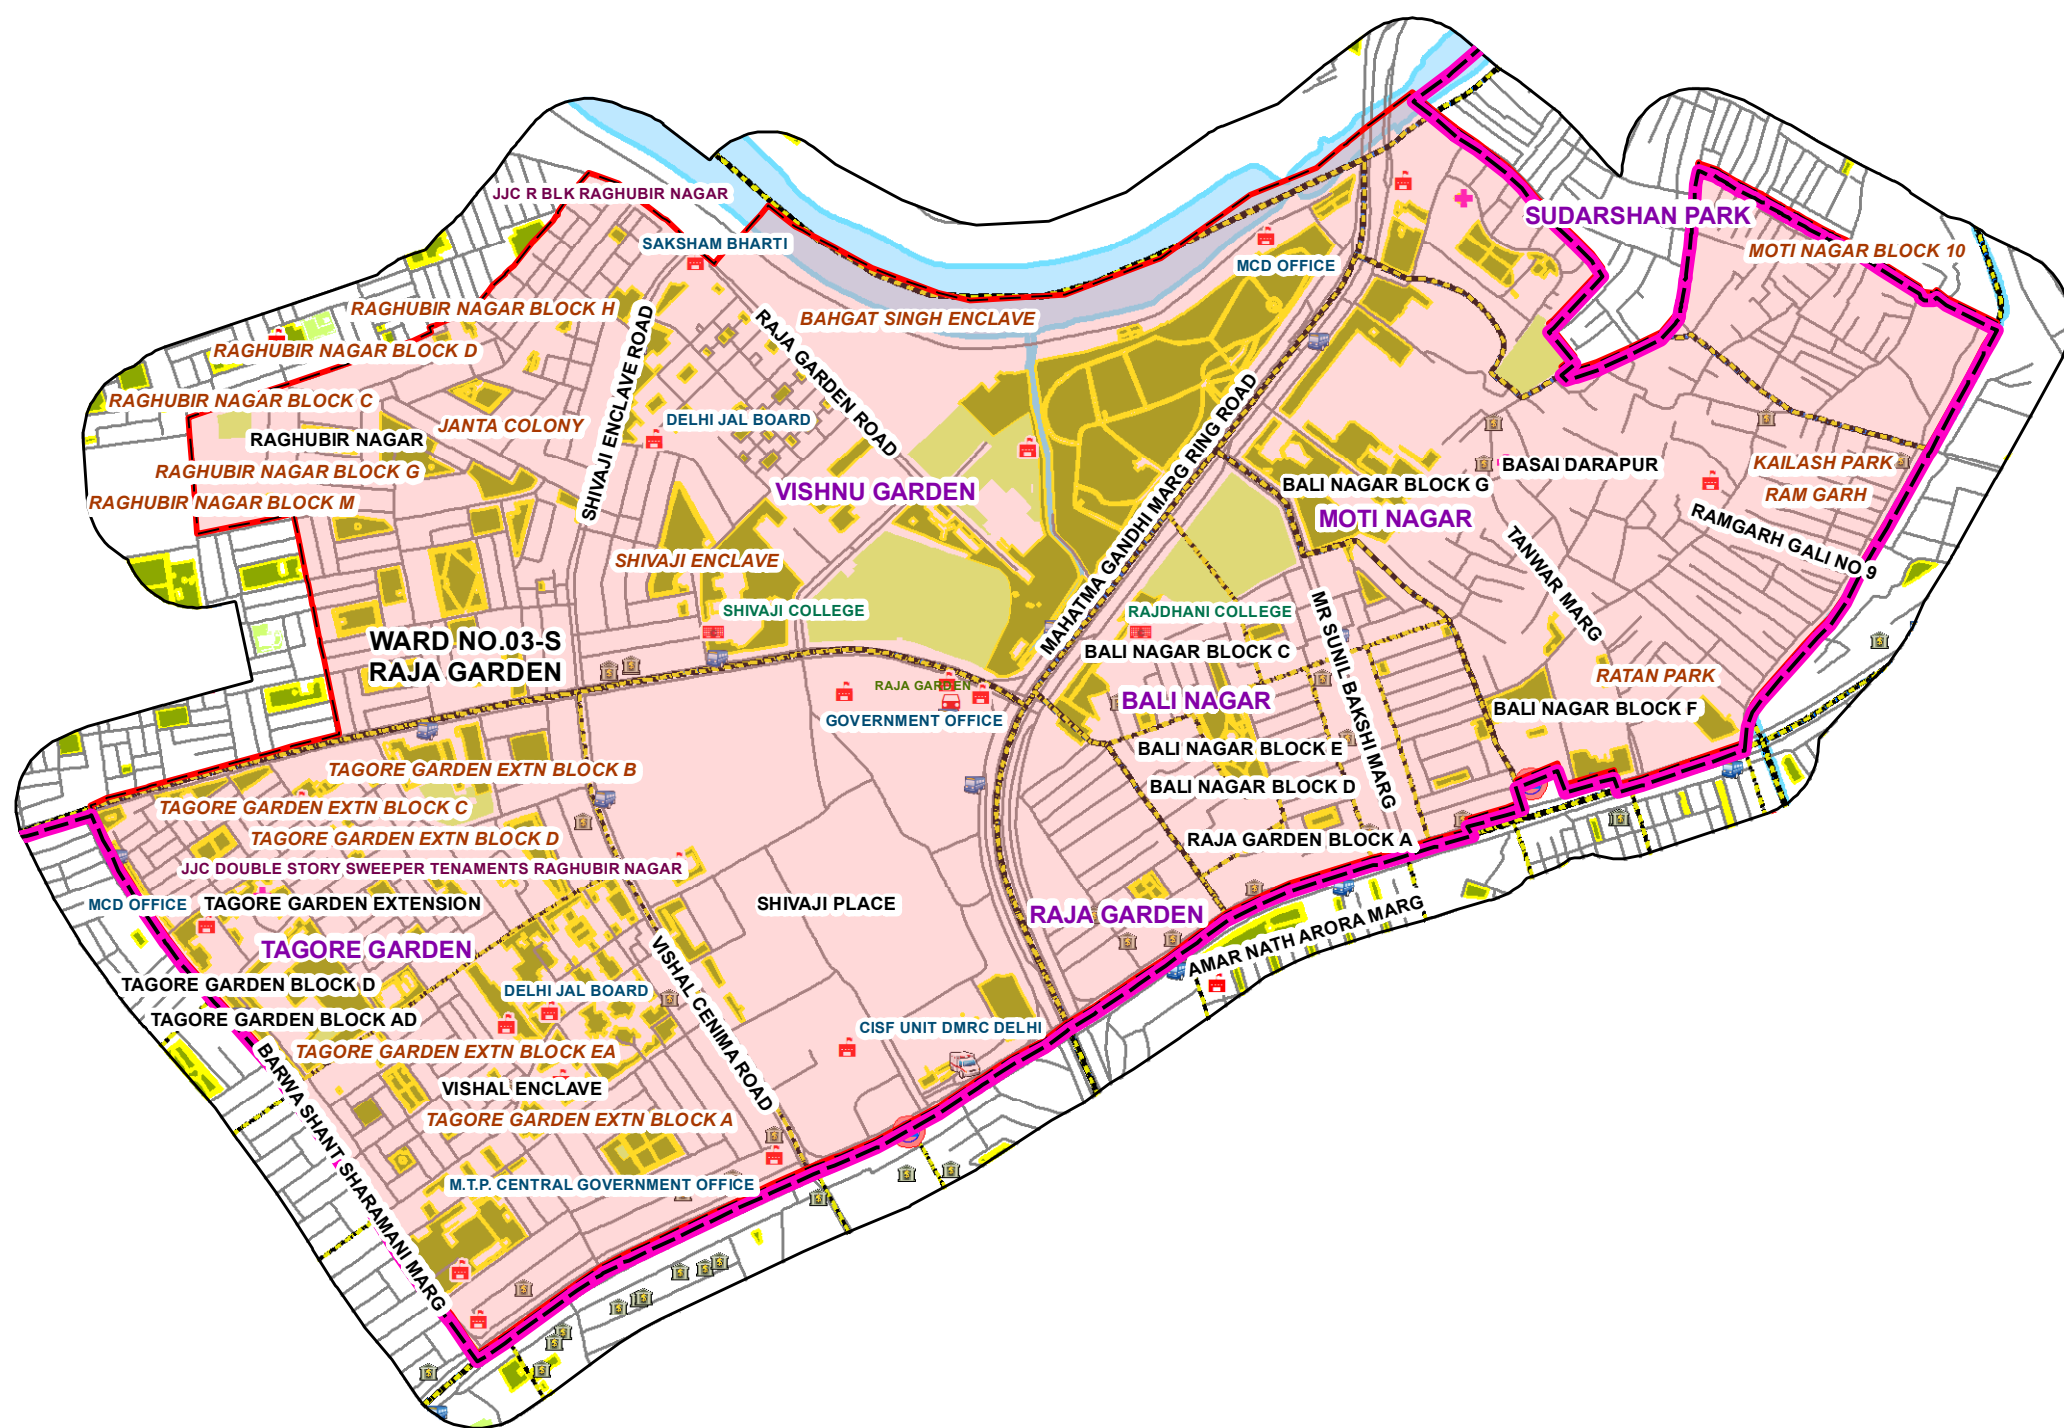 JJC R BLK RAGHUBIR NAGAR
SUDARSHAN PARK
SAKSHAM BHARTI
MOTI NAGAR BLOCK 10
MCD OFFICE
RAGHUBIR NAGAR BLOCK H
BAHGAT SINGH ENCLAVE
RAGHUBIR NAGAR BLOCK D
SHIVAJI ENCLAVE ROAD
RAJA GARDEN ROAD
RAGHUBIR NAGAR BLOCK C
JANTA COLONY
DELHI JAL BOARD
RAGHUBIR NAGAR
MAHATMA GANDHI MARG RING ROAD
RAGHUBIR NAGAR BLOCK G
BASAI DARAPUR
KAILASH PARK
VISHNU GARDEN
BALI NAGAR BLOCK G
RAGHUBIR NAGAR BLOCK M
RAM GARH
MOTI NAGAR
RAMGARH GALI NO 9
TANWAR MARG
SHIVAJI ENCLAVE
SHIVAJI COLLEGE
RAJDHANI COLLEGE
MR SUNIL BAKSHI MARG
WARD NO.03-S
RAJA GARDEN
BALI NAGAR BLOCK C
RATAN PARK
RAJA GARDEN
BALI NAGAR
BALI NAGAR BLOCK F
GOVERNMENT OFFICE
BALI NAGAR BLOCK E
TAGORE GARDEN EXTN BLOCK B
BALI NAGAR BLOCK D
TAGORE GARDEN EXTN BLOCK C
TAGORE GARDEN EXTN BLOCK D
RAJA GARDEN BLOCK A
JJC DOUBLE STORY SWEEPER TENAMENTS RAGHUBIR NAGAR
MCD OFFICE
TAGORE GARDEN EXTENSION
SHIVAJI PLACE
RAJA GARDEN
AMAR NATH ARORA MARG
TAGORE GARDEN
VISHAL CENIMA ROAD
TAGORE GARDEN BLOCK D
DELHI JAL BOARD
TAGORE GARDEN BLOCK AD
CISF UNIT DMRC DELHI
TAGORE GARDEN EXTN BLOCK EA
BARWA SHANT SHARAMANI MARG
VISHAL ENCLAVE
TAGORE GARDEN EXTN BLOCK A
M.T.P. CENTRAL GOVERNMENT OFFICE